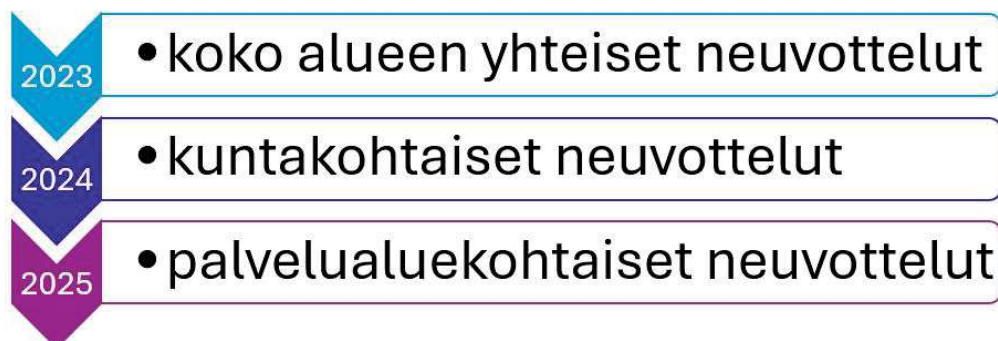 2023
• koko alueen yhteiset neuvottelut
2024
• kuntakohtaiset neuvottelut
2025
• palvelualuekohtaiset neuvottelut